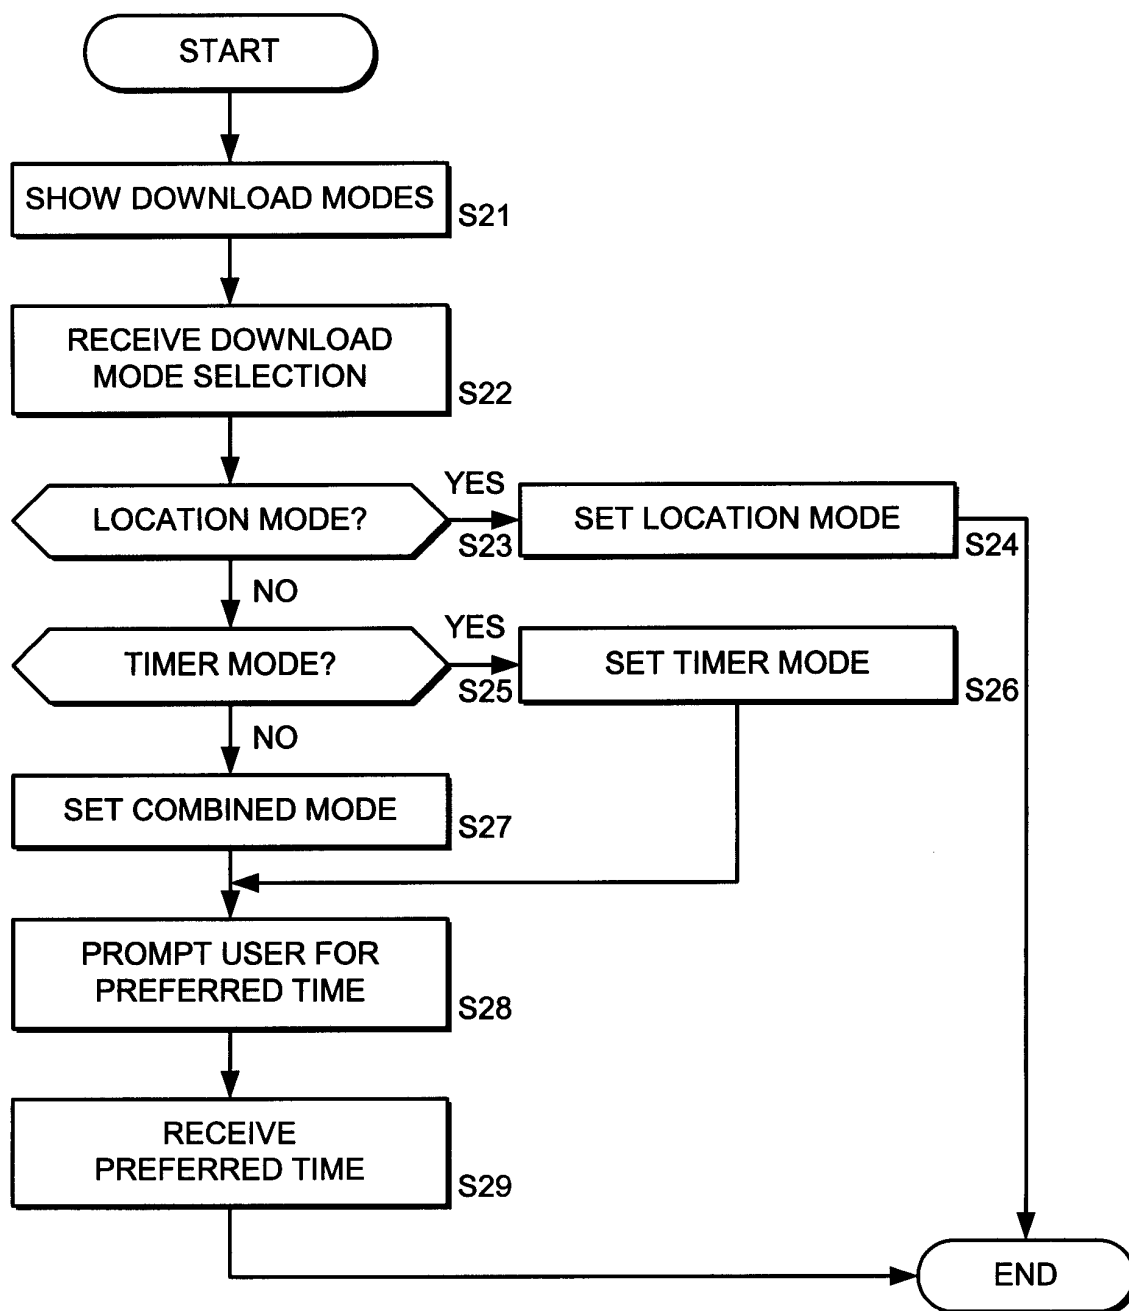 START
SHOW DOWNLOAD MODES
S21
RECEIVE DOWNLOAD
MODE SELECTION
S22
LOCATION MODE?
YES
S23
SET LOCATION MODE
S24
NO
TIMER MODE?
YES
S25
SET TIMER MODE
S26
NO
SET COMBINED MODE
S27
PROMPT USER FOR
PREFERRED TIME
S28
RECEIVE
PREFERRED TIME
S29
END